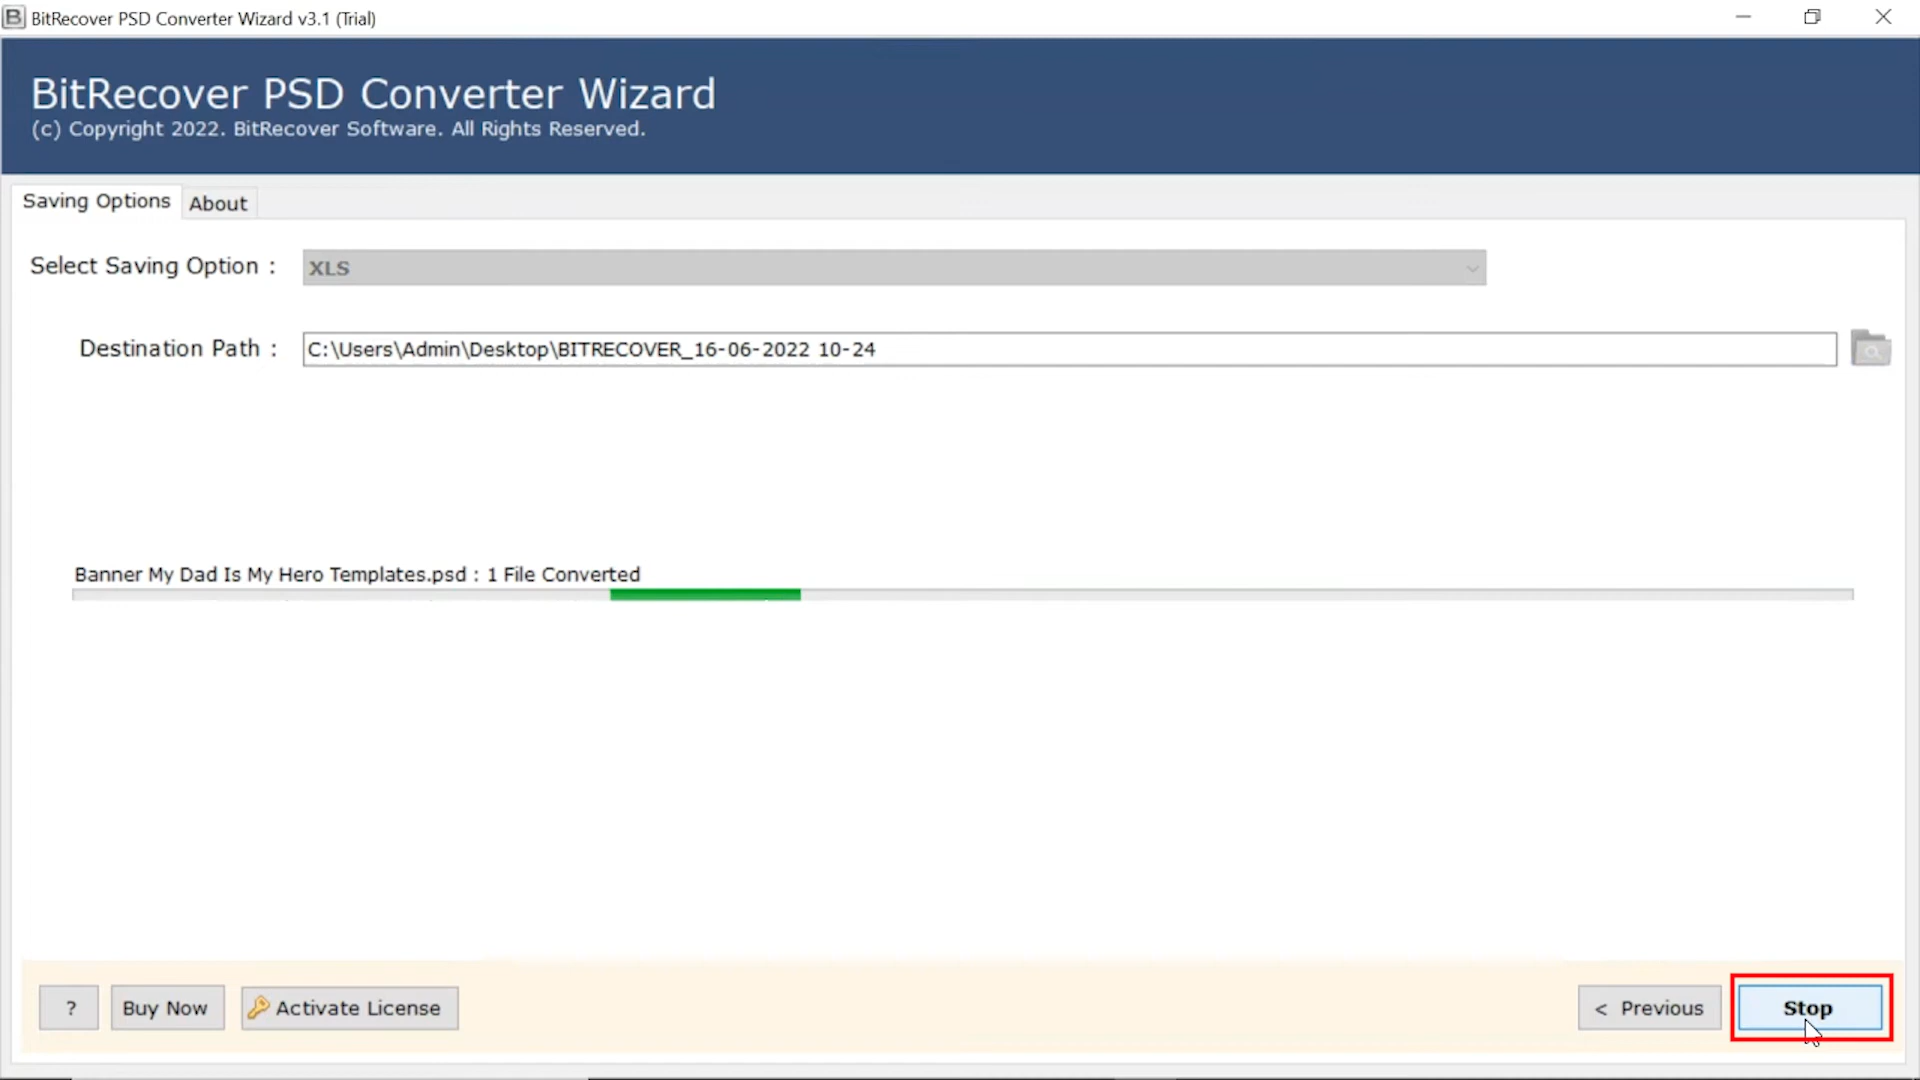 BitRecover PSD Converter Wizard v3.1 (Trial)
BitRecover PSD Converter Wizard
(c) Copyright 2022. BitRecover Software. All Rights Reserved.
Saving Options
About
Select Saving Option :
XLS
Destination Path :
C:\Users\Admin\Desktop\BITRECOVER_16-06-2022 10-24
Banner My Dad Is My Hero Templates.psd : 1 File Converted
?
Buy Now
Activate License
< Previous
Stop